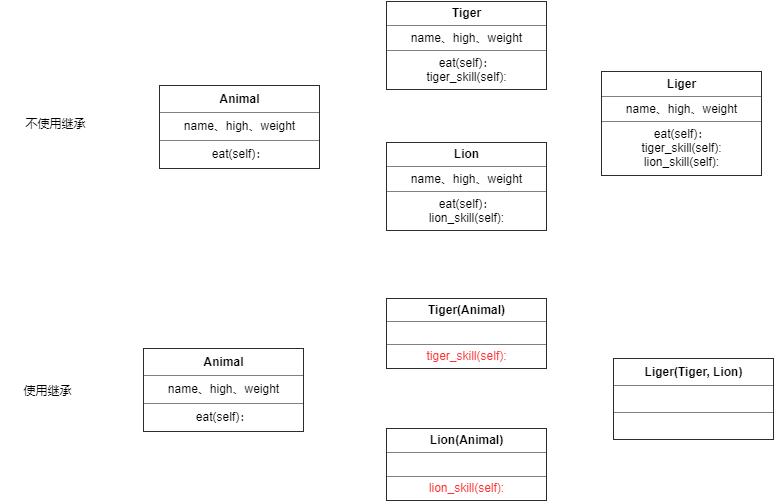 不使用继承
Animal
name、high、weight
eat(self)：
Tiger
name、high、weight
eat(self)：
tiger_skill(self):
Lion
name、high、weight
eat(self)：
lion_skill(self):
Liger
name、high、weight
eat(self)：
tiger_skill(self):
lion_skill(self):
使用继承
Animal
name、high、weight
eat(self)：
Tiger(Animal)
tiger_skill(self):
Lion(Animal)
lion_skill(self):
Liger(Tiger, Lion)